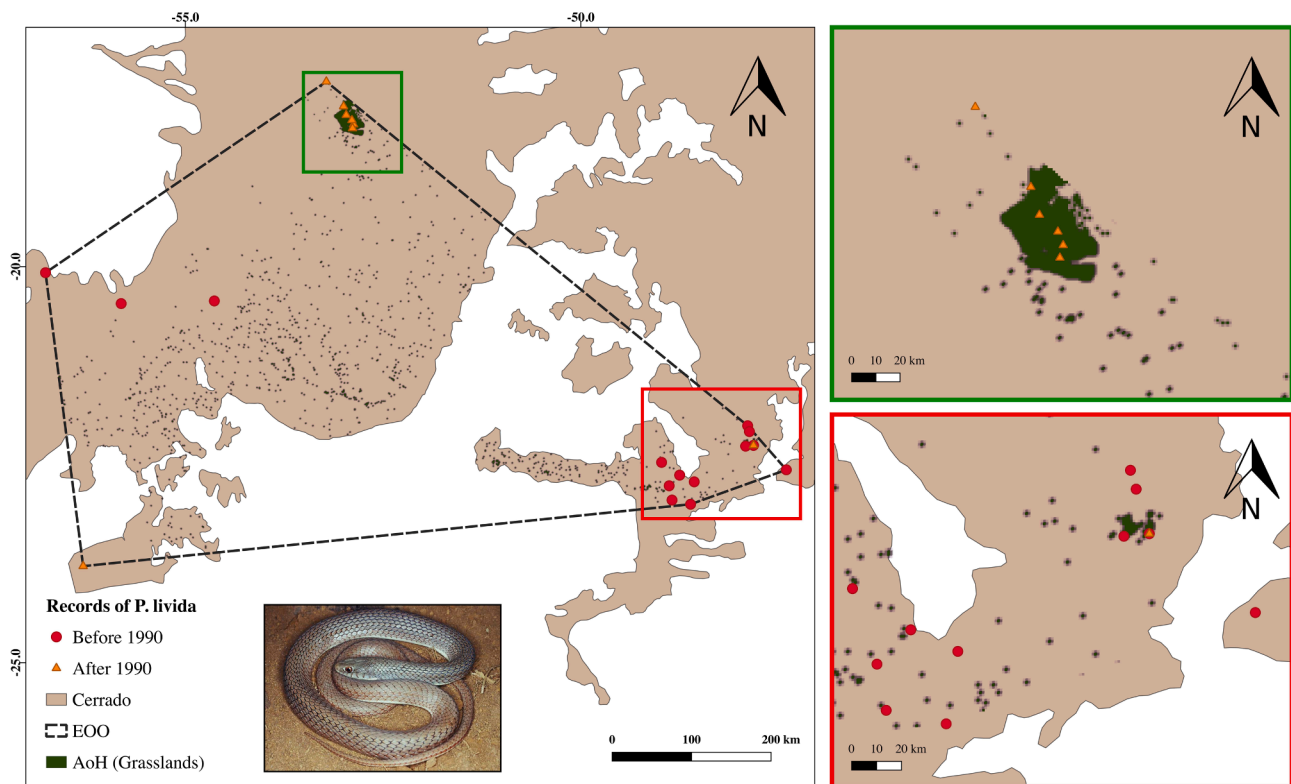 -55.0
-50.0
N
N
-20.0
0 10 20 km
N
Records of P. livida
Before 1990
After 1990
-25.0
Cerrado
EOO
AoH (Grasslands)
0 100 200 km
0 10 20 km